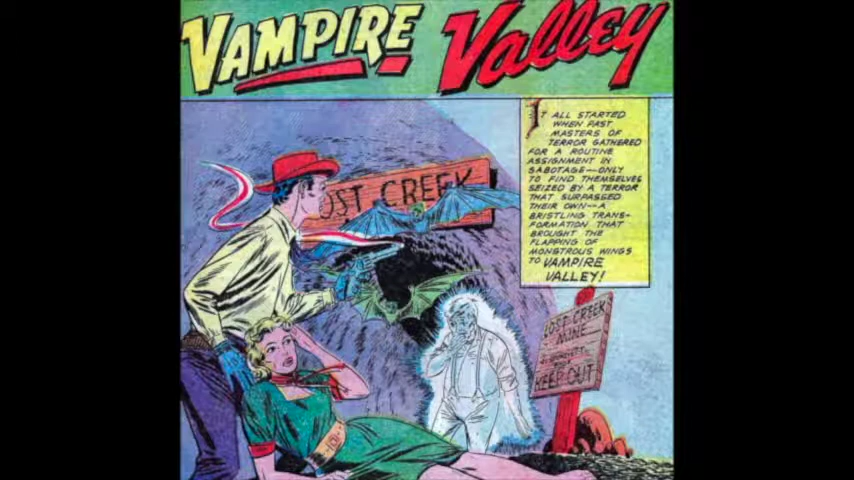 VAMPIRE Valley
IT ALL STARTED
WHEN PAST
MASTERS OF
TERROR GATHERED
FOR A ROUTINE
ASSIGNMENT IN
SABOTAGE--ONLY
TO FIND THEMSELVES
SEIZED BY A TERROR
THAT SURPASSED
THEIR OWN--A
BRISTLING TRANS-
FORMATION THAT
BROUGHT THE
FLAPPING OF
MONSTROUS WINGS
TO VAMPIRE
VALLEY!
OST CREEK
LOST CREEK
MINE
KEEP OUT